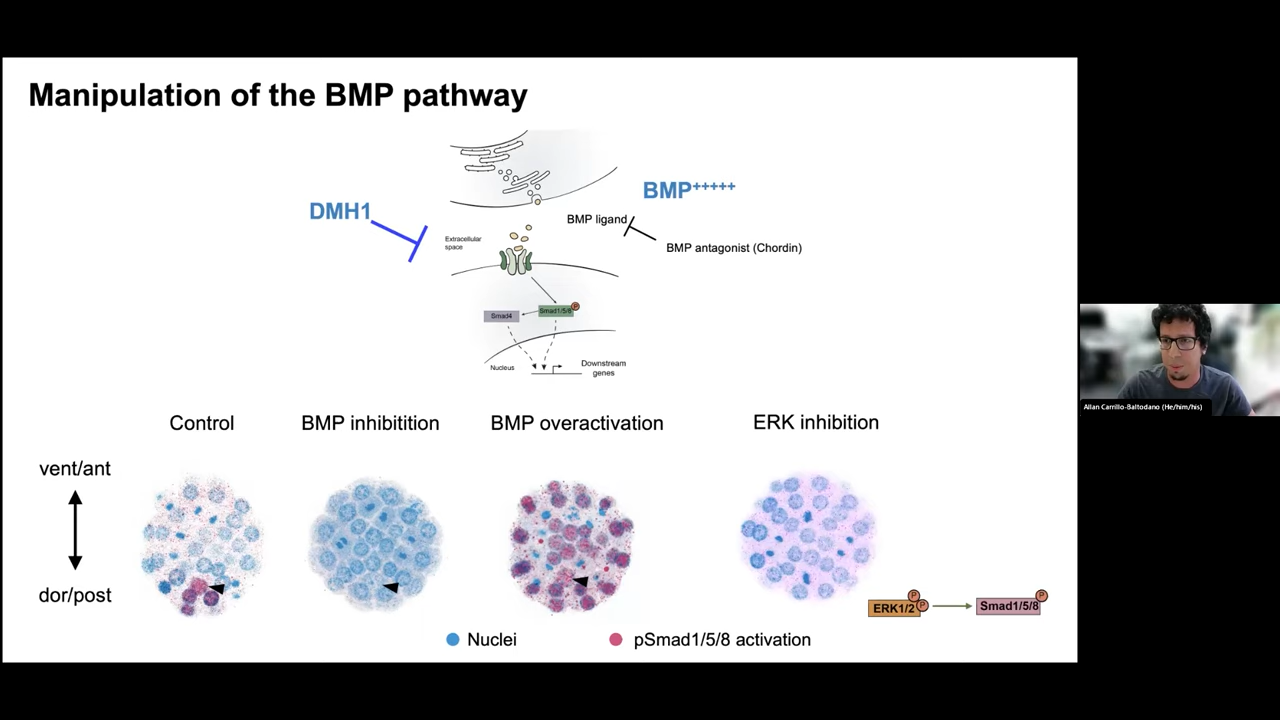 Manipulation of the BMP pathway
DMH1
BMP+++++
BMP ligand
BMP antagonist (Chordin)
Extracellular
space
Smad4
Smad1/5/8
P
Nucleus
Downstream
genes
Control
BMP inhibitition
BMP overactivation
ERK inhibition
vent/ant
dor/post
P
P
ERK1/2
P
Smad1/5/8
Nuclei
pSmad1/5/8 activation
Allan Carrillo-Baltodano (He/him/his)